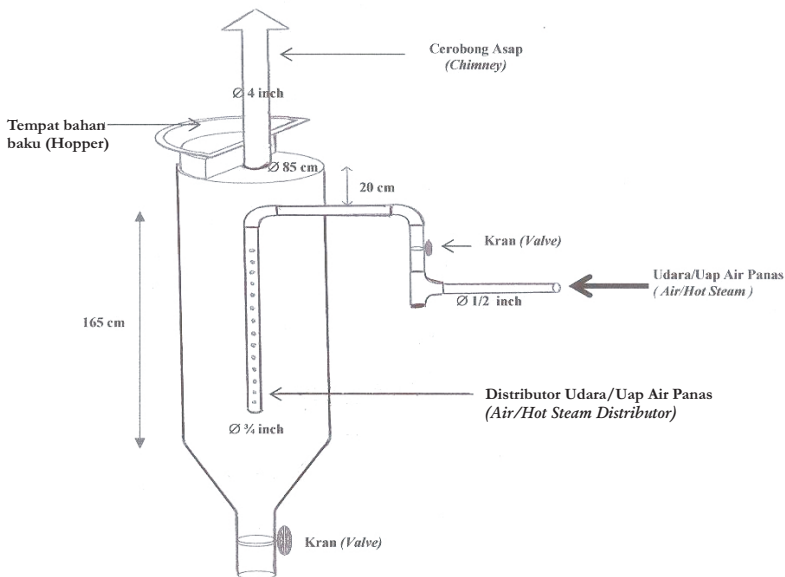 Cerobong Asap
(Chimney)
Ø 4 inch
Tempat bahan
baku (Hopper)
Ø 85 cm
20 cm
Kran (Valve)
Udara/Uap Air Panas
( Air/Hot Steam )
Ø 1/2 inch
165 cm
Distributor Udara/Uap Air Panas
(Air/Hot Steam Distributor)
Ø ¾ inch
Kran (Valve)